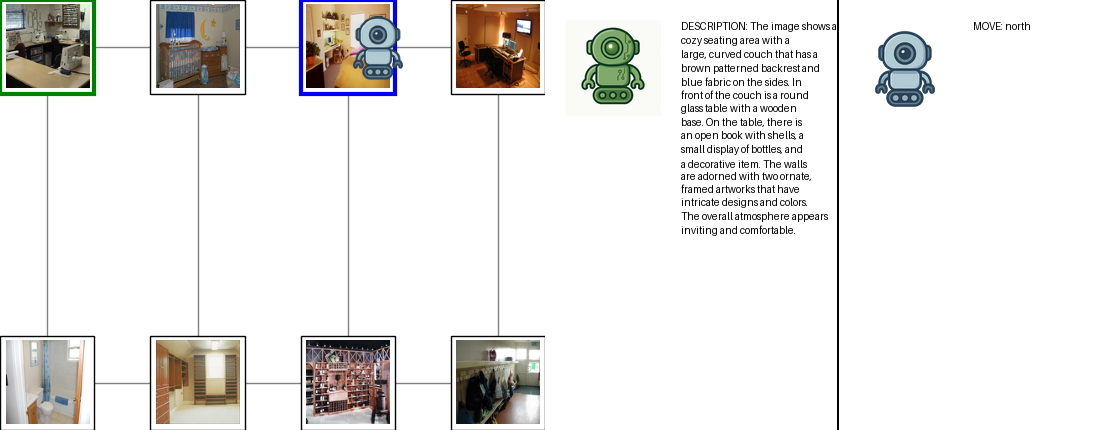 DESCRIPTION: The image shows a
cozy seating area with a
large, curved couch that has a
brown patterned backrest and
blue fabric on the sides. In
front of the couch is a round
glass table with a wooden
base. On the table, there is
an open book with shells, a
small display of bottles, and
a decorative item. The walls
are adorned with two ornate,
framed artworks that have
intricate designs and colors.
The overall atmosphere appears
inviting and comfortable.
MOVE: north